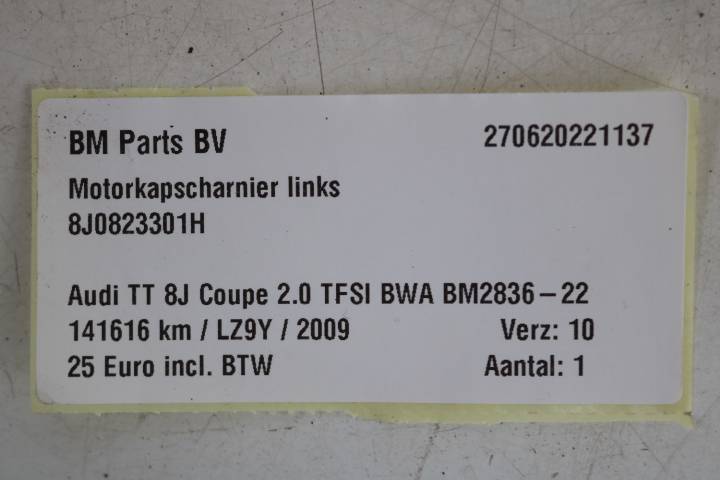 BM Parts BV 270620221137
Motorkapscharnier links
8J0823301H
Audi TT 8J Coupe 2.0 TFSI BWA BM2836-22
141616 km / LZ9Y / 2009 Verz: 10
25 Euro incl. BTW Aantal: 1